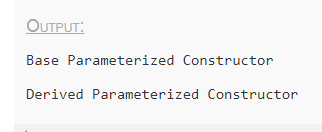 OUTPUT:
Base Parameterized Constructor
Derived Parameterized Constructor